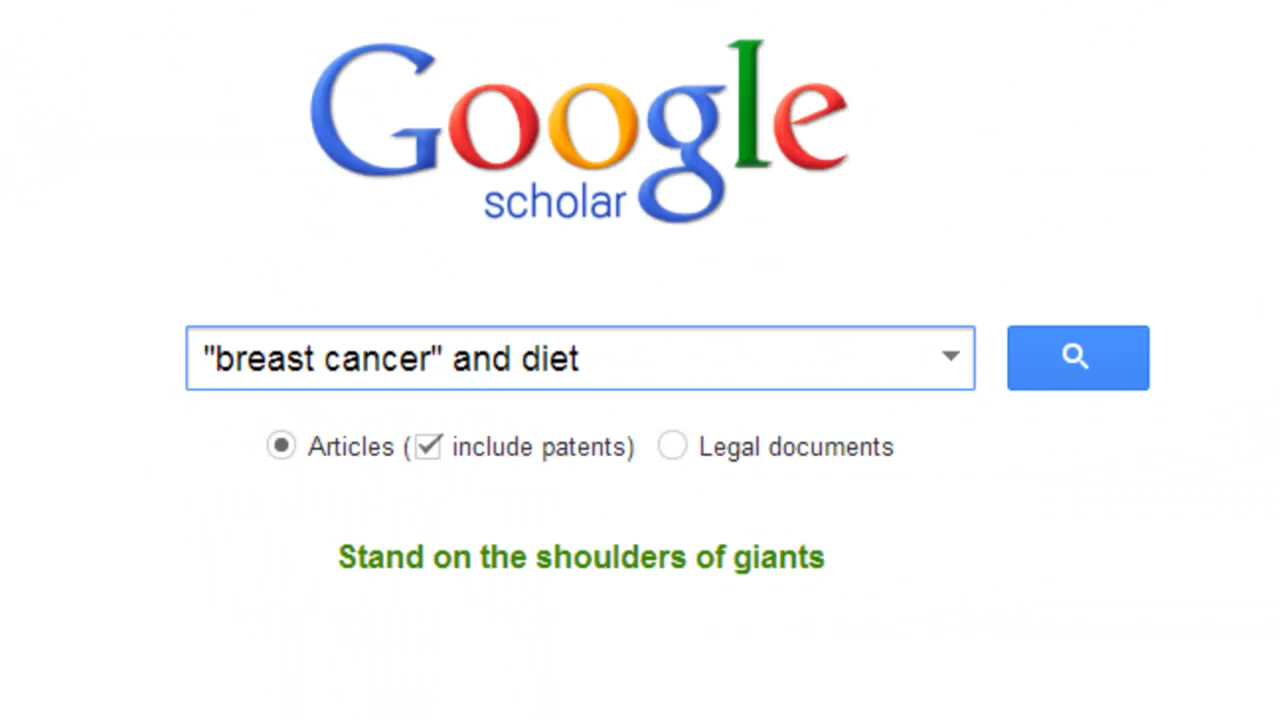 Google
scholar
"breast cancer" and diet
Articles (include patents) Legal documents
Stand on the shoulders of giants